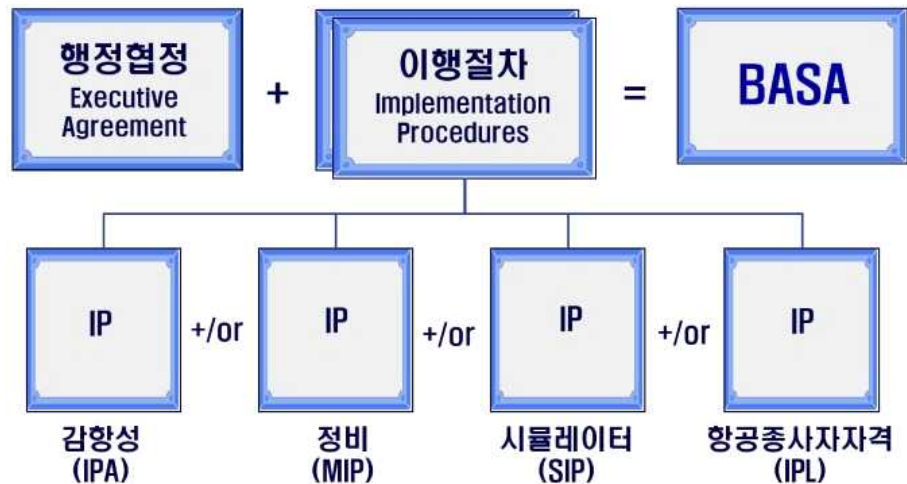 행정협정
Executive
Agreement
+
이행절차
Implementation
Procedures
=
BASA
IP
+/or
IP
+/or
IP
+/or
IP
감항성
(IPA)
정비
(MIP)
시뮬레이터
(SIP)
항공종사자자격
(IPL)